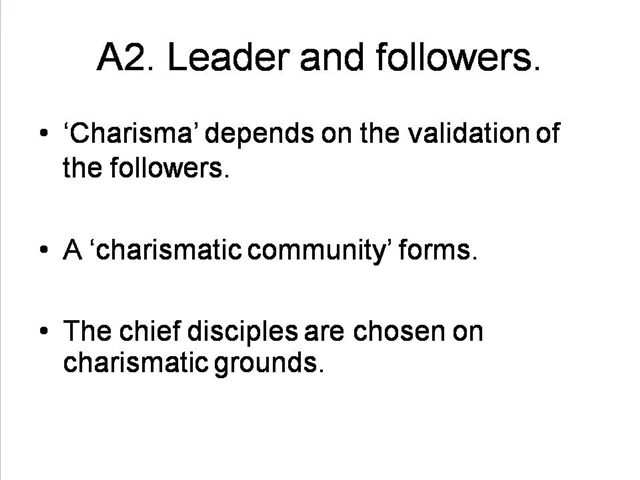 A2. Leader and followers.
• ‘Charisma’ depends on the validation of
the followers.
• A ‘charismatic community’ forms.
• The chief disciples are chosen on
charismatic grounds.